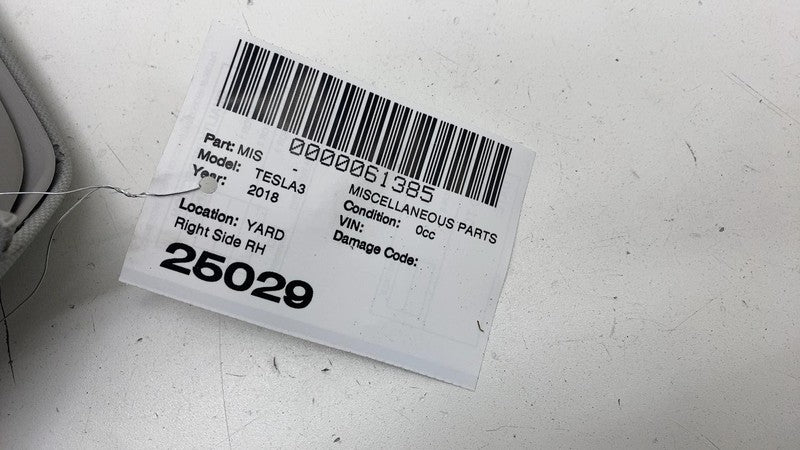 0000061385
Part: MIS - MISCELLANEOUS PARTS
Model: TESLA3 Condition: 0cc
Year: 2018 VIN:
Damage Code:
Location: YARD
Right Side RH
25029